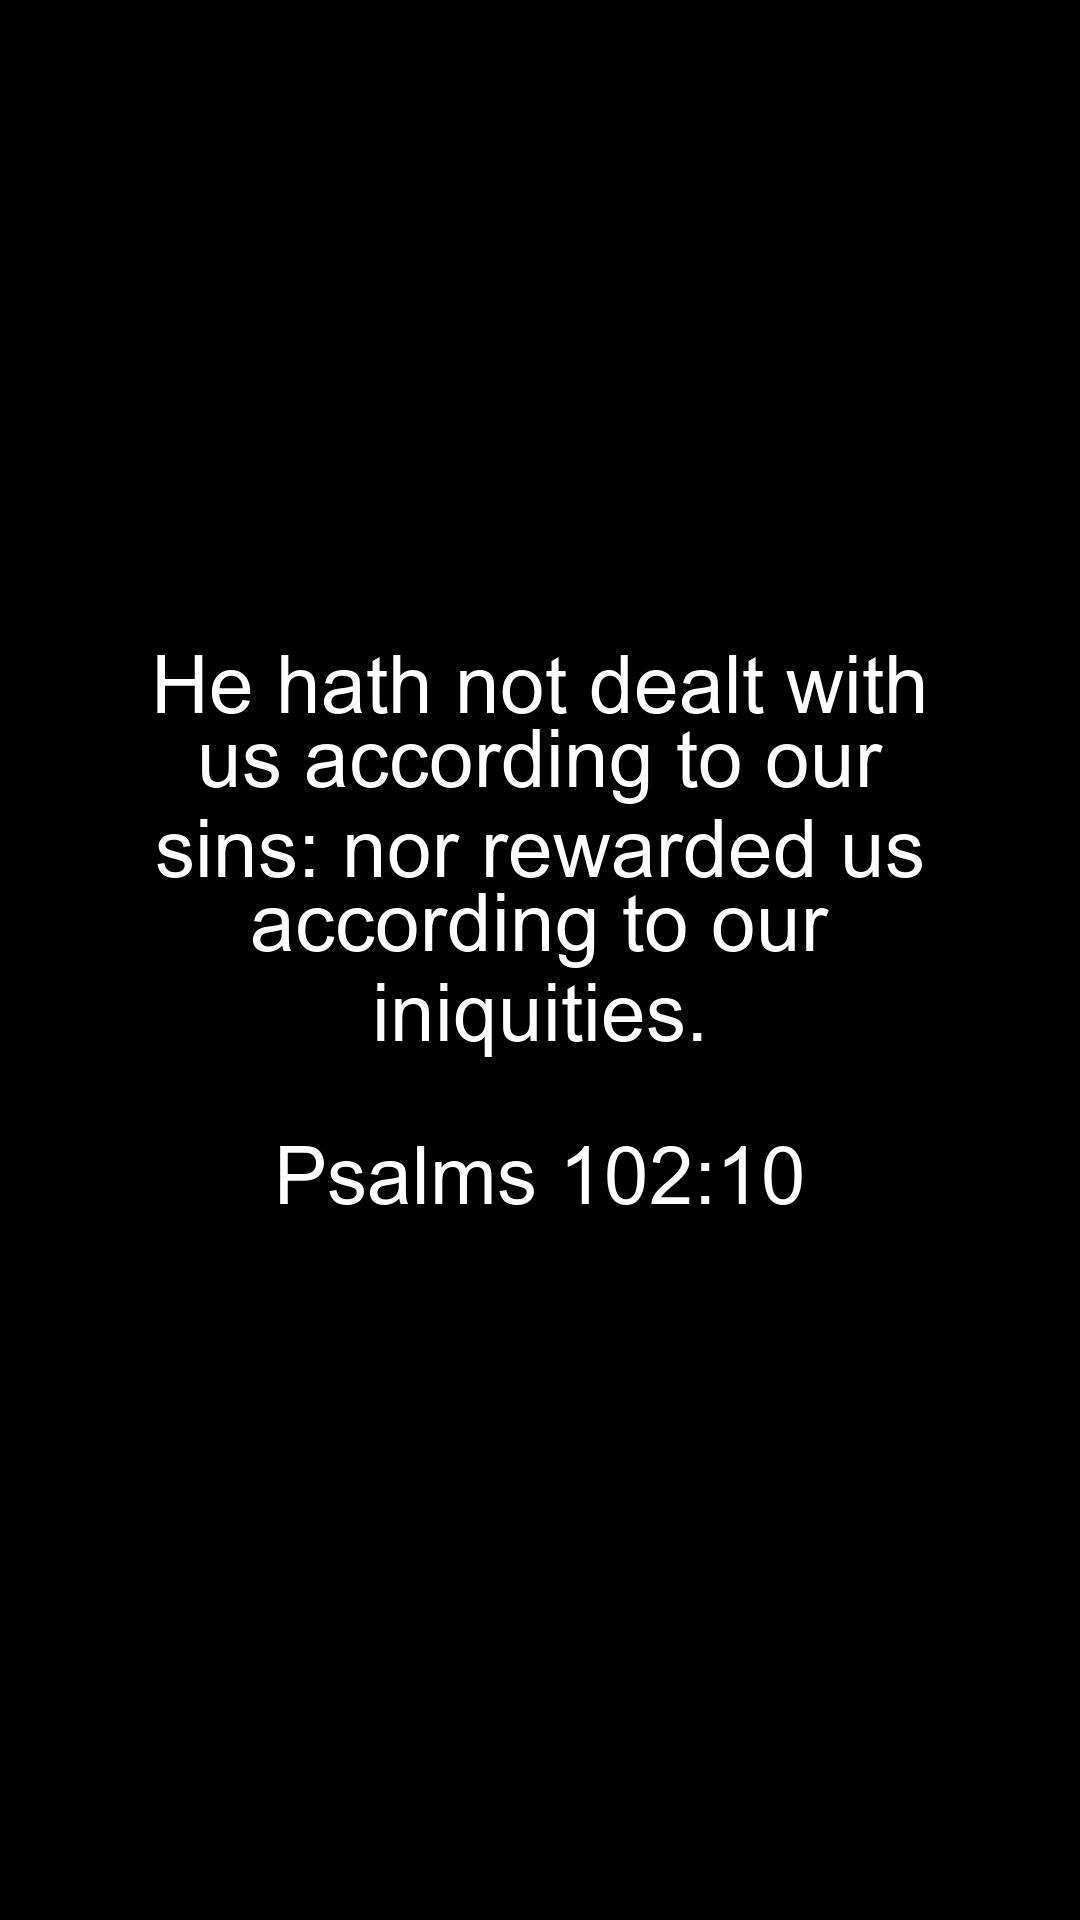 He hath not dealt with
us according to our
sins: nor rewarded us
according to our
iniquities.
Psalms 102:10